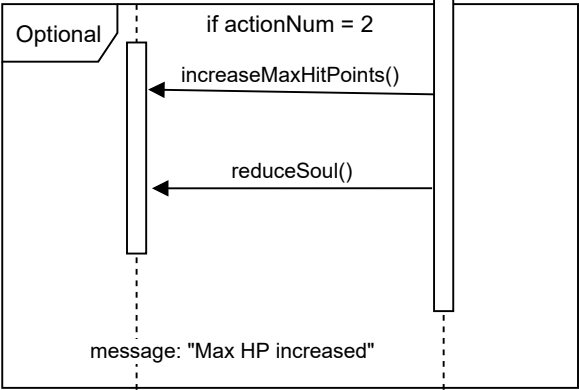 Optional
if actionNum = 2
increaseMaxHitPoints()
reduceSoul()
message: "Max HP increased"